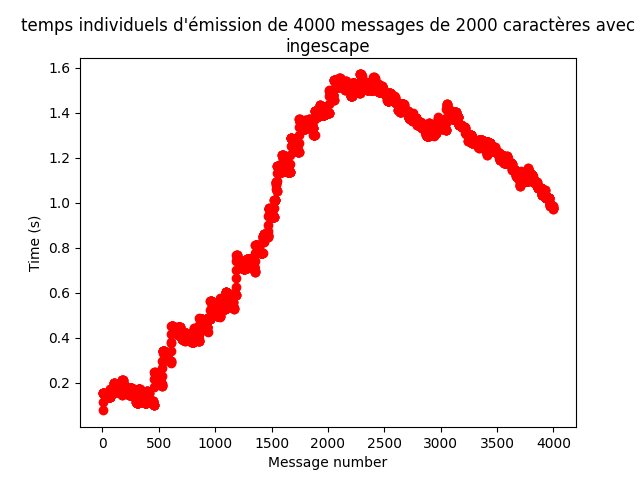 temps individuels d'émission de 4000 messages de 2000 caractères avec
ingescape
1.6
1.4
1.2
1.0
0.8
0.6
0.4
0.2
Time (s)
0 500 1000 1500 2000 2500 3000 3500 4000
Message number